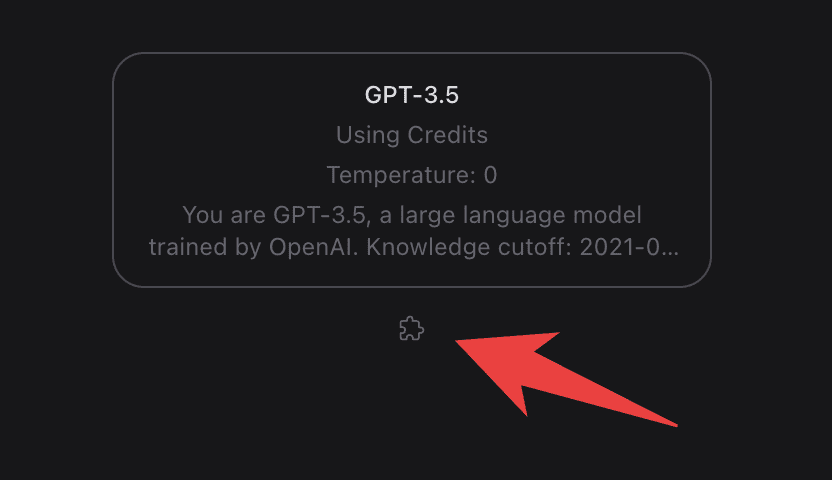 GPT-3.5
Using Credits
Temperature: 0
You are GPT-3.5, a large language model
trained by OpenAI. Knowledge cutoff: 2021-0...